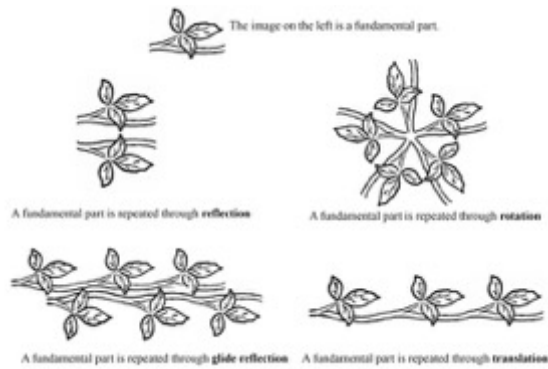 The image on the left is a fundamental part.
A fundamental part is repeated through reflection
A fundamental part is repeated through rotation
A fundamental part is repeated through glide reflection
A fundamental part is repeated through translation